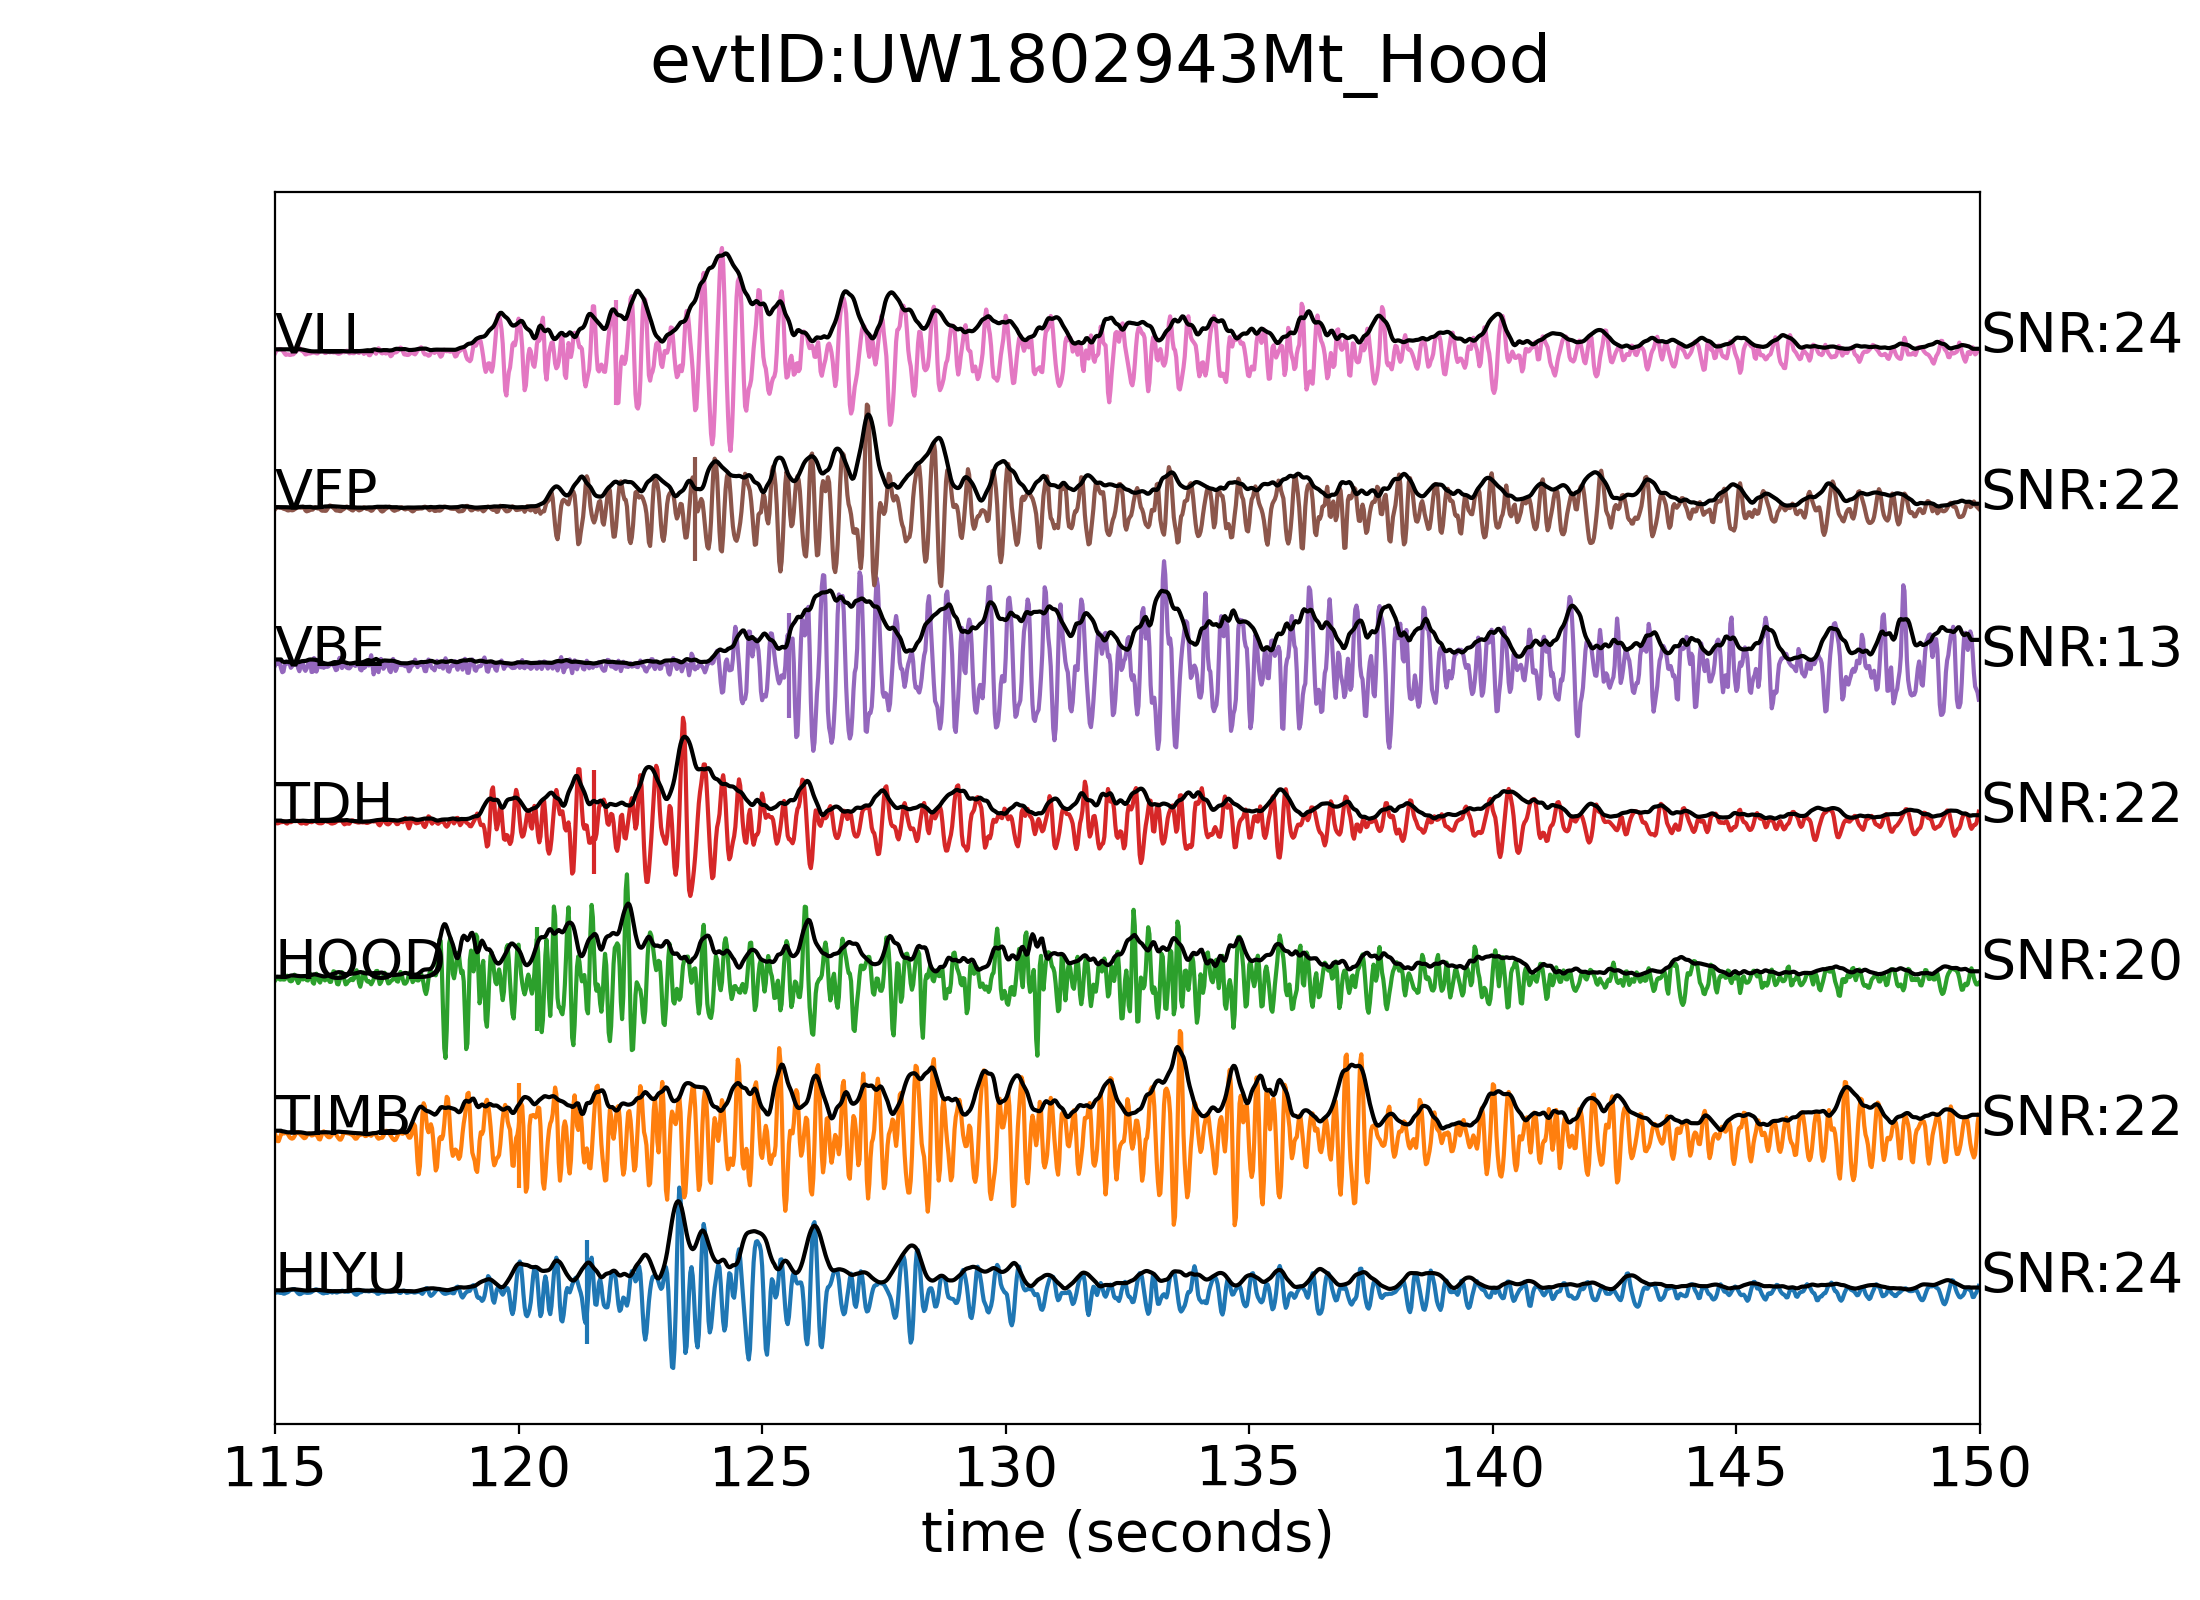 evtID:UW1802943Mt_Hood
VLL SNR:24
VFP SNR:22
VBE SNR:13
TDH SNR:22
HOOD SNR:20
TIMB SNR:22
HIYU SNR:24
115 120 125 130 135 140 145 150
time (seconds)